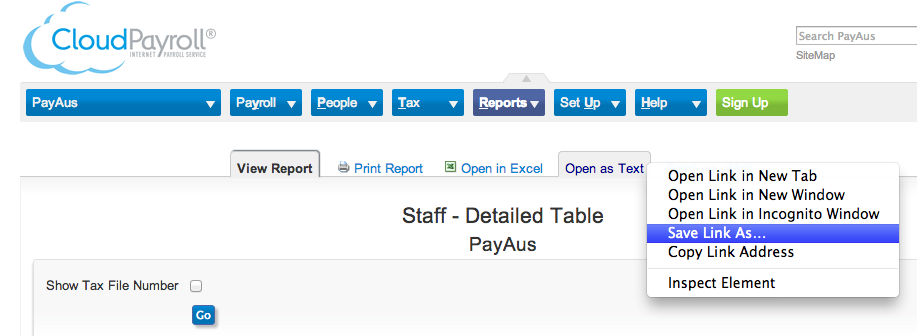 CloudPayroll®
INTERNET PAYROLL SERVICE
Search PayAus
SiteMap
PayAus Payroll People Tax Reports Set Up Help Sign Up
View Report Print Report Open in Excel Open as Text
Open Link in New Tab
Open Link in New Window
Open Link in Incognito Window
Save Link As...
Copy Link Address
Inspect Element
Staff - Detailed Table
PayAus
Show Tax File Number
Go